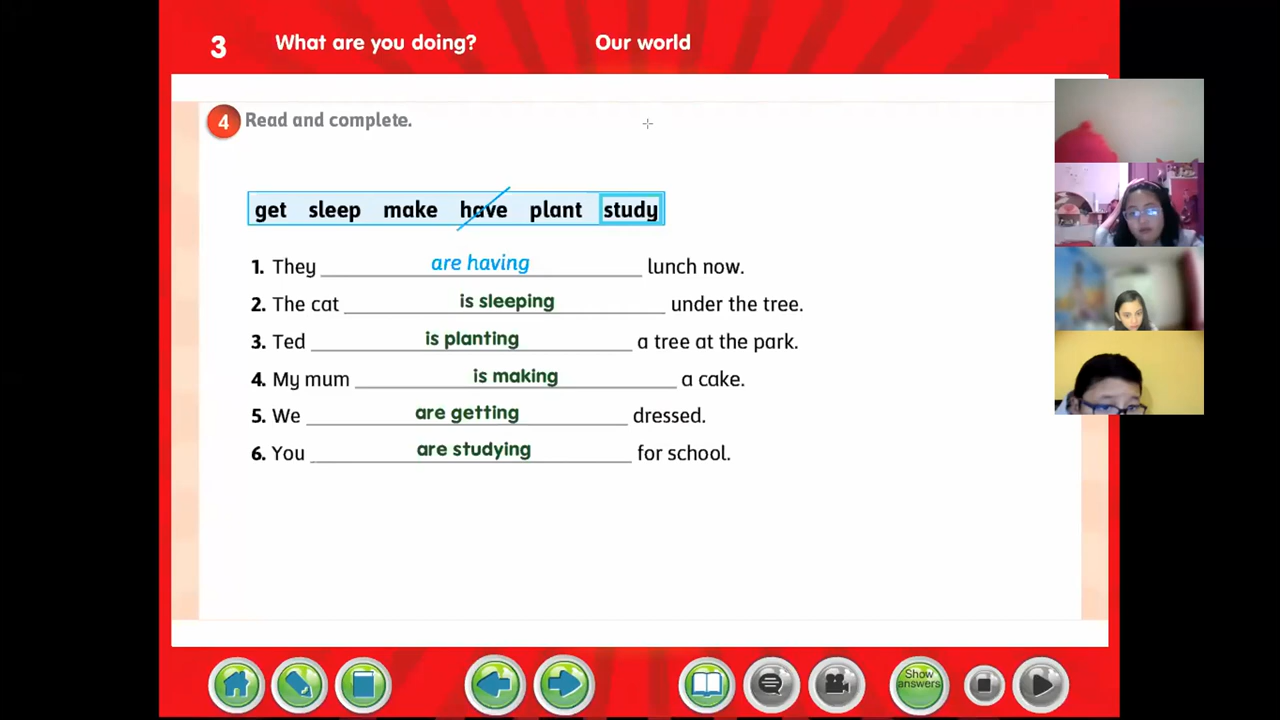 3 What are you doing? Our world
4 Read and complete.
get sleep make have plant study
1. They are having lunch now.
2. The cat is sleeping under the tree.
3. Ted is planting a tree at the park.
4. My mum is making a cake.
5. We are getting dressed.
6. You are studying for school.
Show
answers